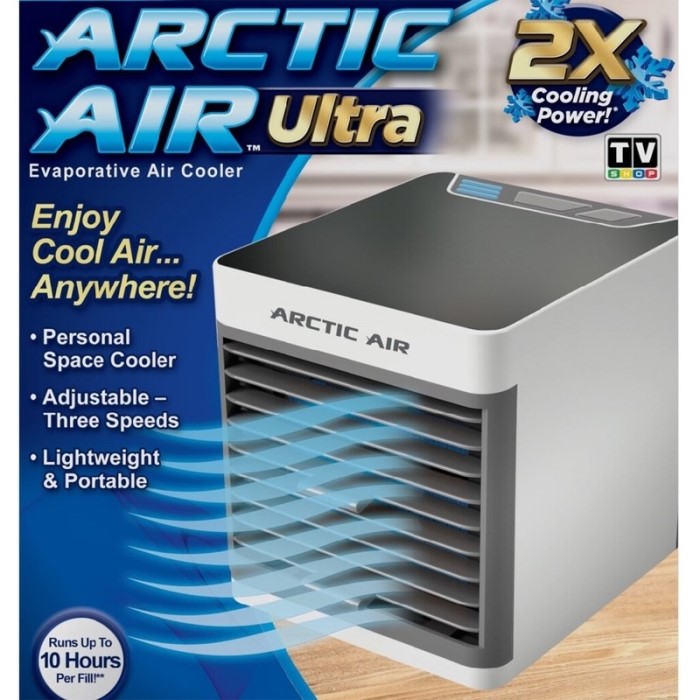 ARCTIC
AIR™ Ultra
Evaporative Air Cooler
2X
Cooling
Power!*
TV
SHOP
Enjoy
Cool Air...
Anywhere!
• Personal
Space Cooler
• Adjustable –
Three Speeds
• Lightweight
& Portable
ARCTIC AIR
Runs Up To
10 Hours
Per Fill!**